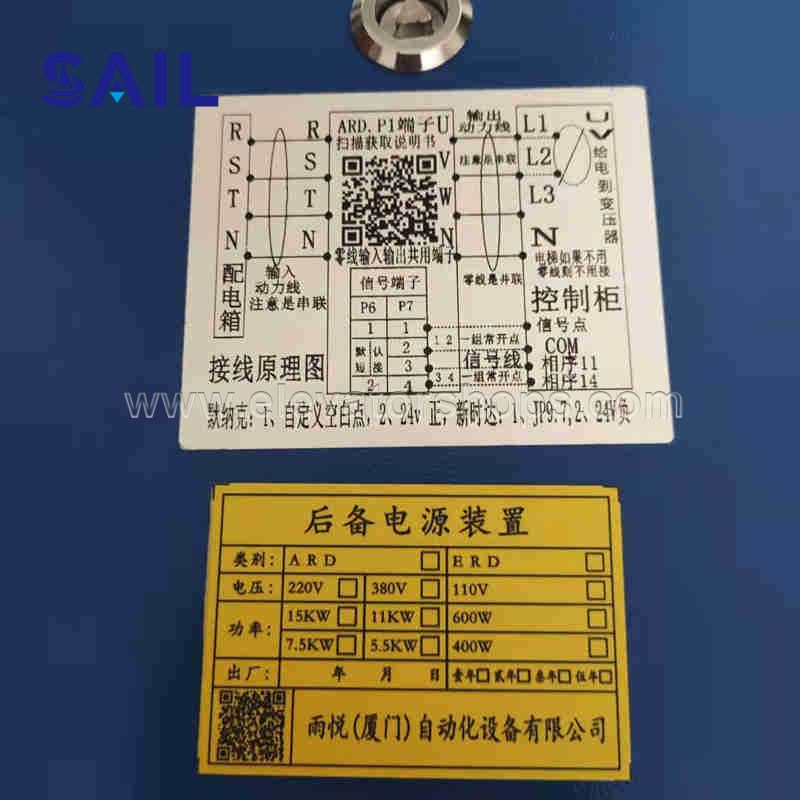 SAIL
R R ARD.P1端子 U 输出 L1 U
扫描获取说明书 动力线 V
S S V 注意是串联 L2 给电到变压器
T T W L3
N N N N
零线输入输出共用端子 电梯如果不用
配电箱 输入 零线是并联 零线则不用接
动力线 信号端子 控制柜
注意是串联 P6 P7 信号点
1 1 1 2 一组常开点 COM
默认 2 信号线 相序11
短接 3 3 4 一组常开点 相序14
2 4
接线原理图
www.elevatorshops.com
默纳克：1、自定义空白点，2、24v 正；新时达：1、JP9.7,2、24V负
后备电源装置
类别: ARD □ ERD □
电压: 220V □ 380V □ 110V □
功率: 15KW □ 11KW □ 600W □
7.5KW □ 5.5KW □ 400W □
出厂: 年 月 日 壹年□ 贰年□ 叁年□ 伍年□
雨悦(厦门)自动化设备有限公司